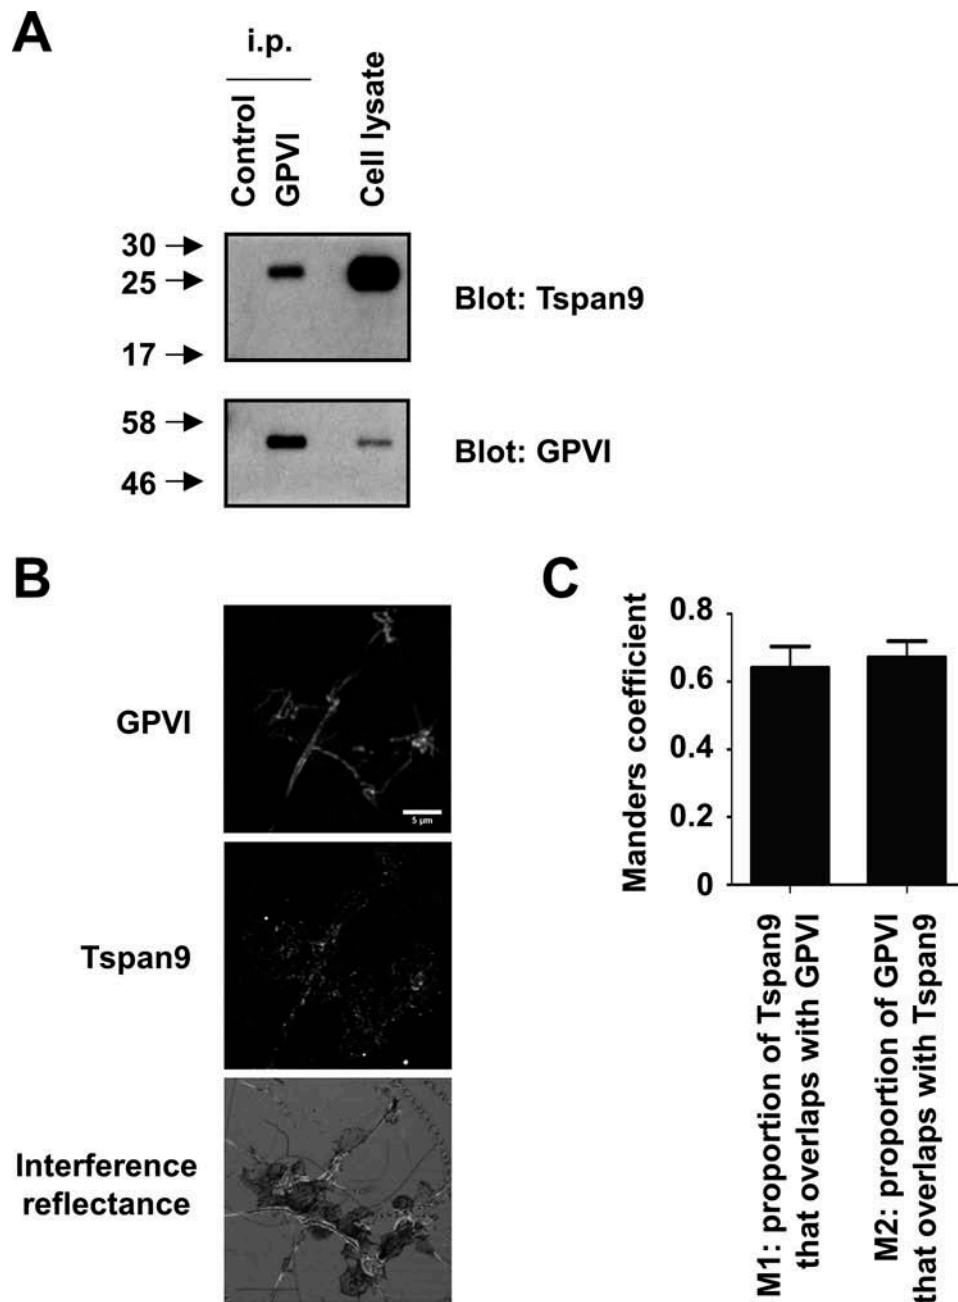 A
i.p.
Control
GPVI
Cell lysate
30
25
17
Blot: Tspan9
58
46
Blot: GPVI
B
GPVI
5 µm
Tspan9
Interference
reflectance
C
Manders coefficient
0.8
0.6
0.4
0.2
0
M1: proportion of Tspan9
that overlaps with GPVI
M2: proportion of GPVI
that overlaps with Tspan9